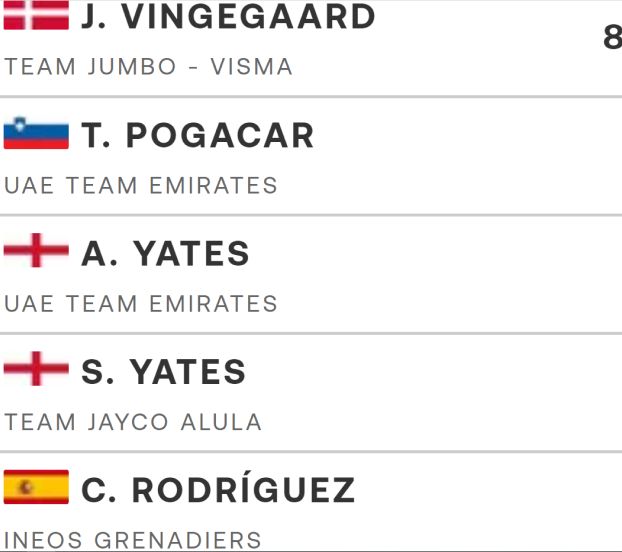 J. VINGEGAARD
8
TEAM JUMBO - VISMA
T. POGACAR
UAE TEAM EMIRATES
A. YATES
UAE TEAM EMIRATES
S. YATES
TEAM JAYCO ALULA
C. RODRÍGUEZ
INEOS GRENADIERS